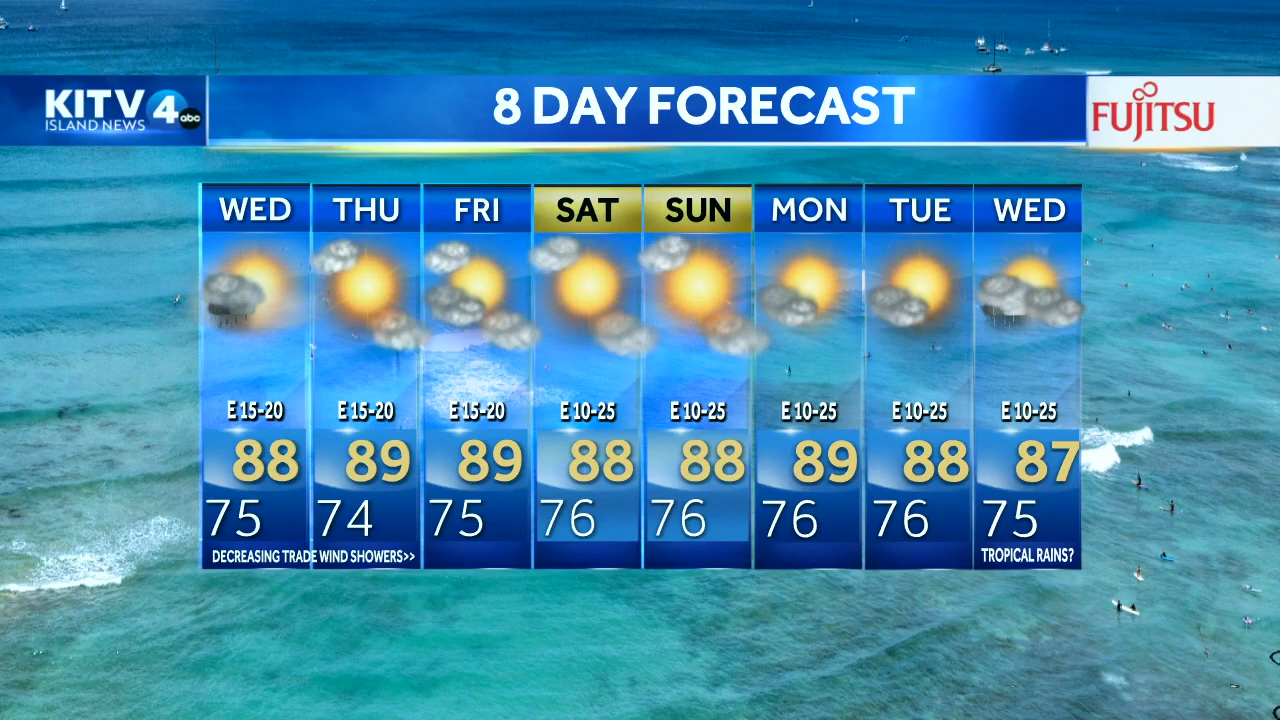 KITV 4 abc
ISLAND NEWS
8 DAY FORECAST
FUJITSU
WED THU FRI SAT SUN MON TUE WED
E 15-20 E 15-20 E 15-20 E 10-25 E 10-25 E 10-25 E 10-25 E 10-25
88 89 89 88 88 89 88 87
75 74 75 76 76 76 76 75
DECREASING TRADE WIND SHOWERS>> TROPICAL RAINS?